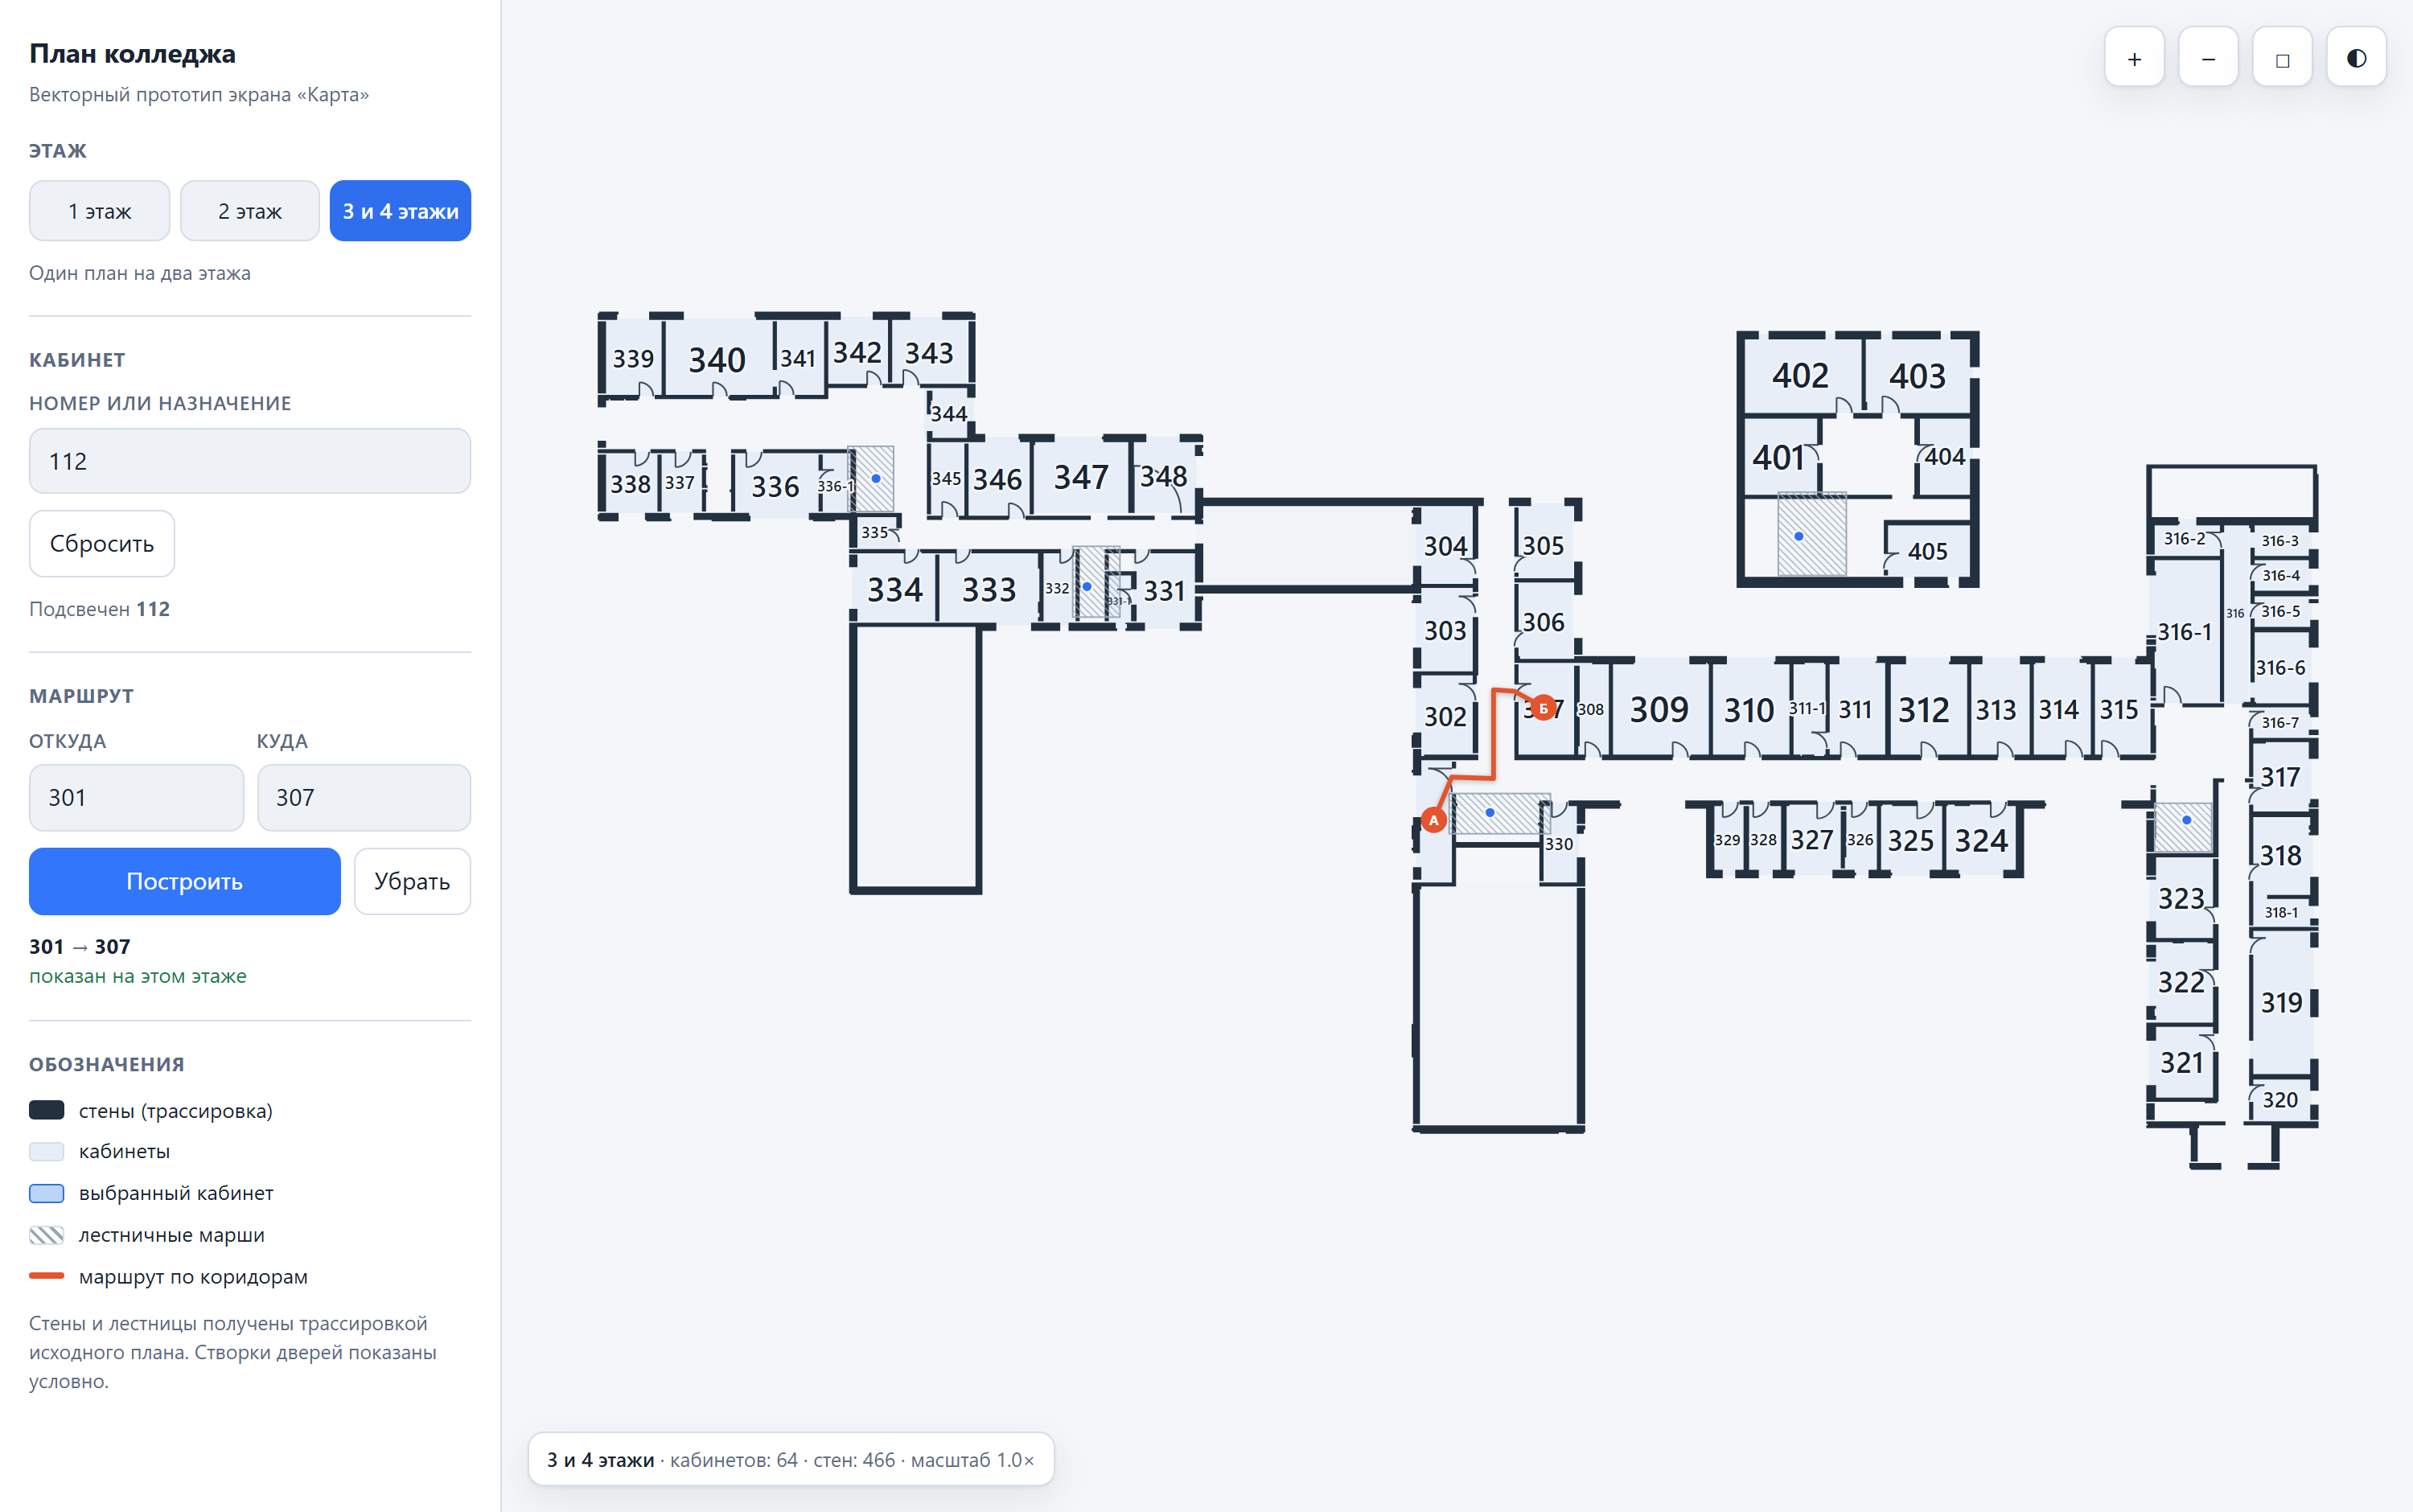 План колледжа
Векторный прототип экрана «Карта»
ЭТАЖ
1 этаж
2 этаж
3 и 4 этажи
Один план на два этажа
КАБИНЕТ
НОМЕР ИЛИ НАЗНАЧЕНИЕ
112
Сбросить
Подсвечен 112
МАРШРУТ
ОТКУДА
КУДА
301
307
Построить
Убрать
301 → 307
показан на этом этаже
ОБОЗНАЧЕНИЯ
стены (трассировка)
кабинеты
выбранный кабинет
лестничные марши
маршрут по коридорам
Стены и лестницы получены трассировкой
исходного плана. Створки дверей показаны
условно.
+
−
339
340
341
342
343
344
338
337
336
336-1
345
346
347
348
335
334
333
332
331-1
331
304
305
303
306
302
Б
308
309
310
311-1
311
312
313
314
315
А
330
329
328
327
326
325
324
402
403
401
404
405
316-2
316-3
316-4
316-5
316
316-1
316-6
316-7
317
318
318-1
323
322
319
321
320
3 и 4 этажи · кабинетов: 64 · стен: 466 · масштаб 1.0×